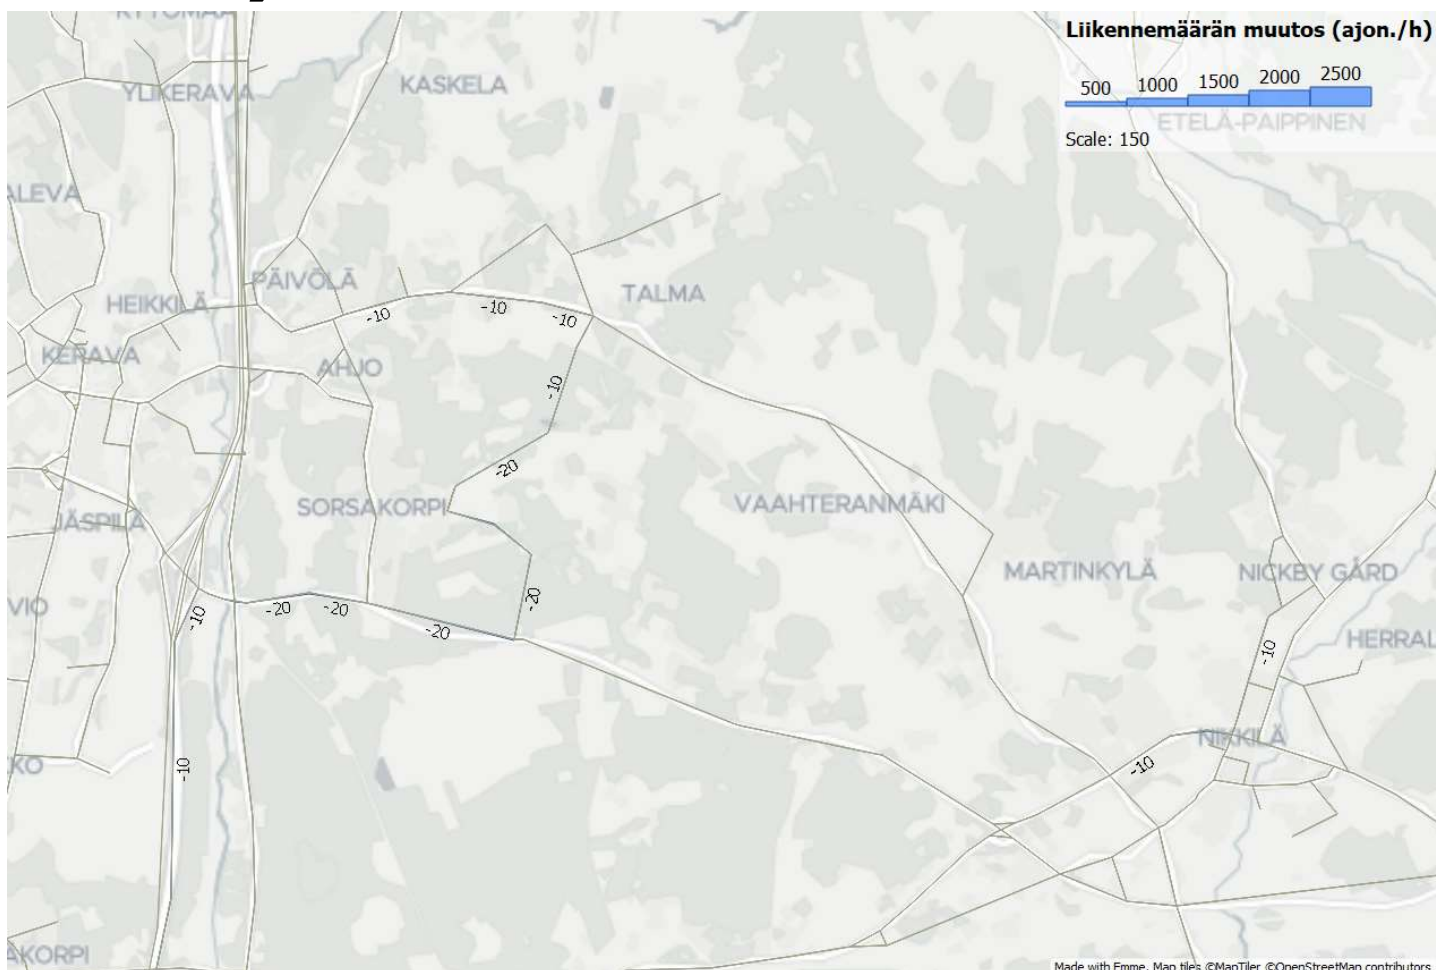 Liikennemäärän muutos (ajon./h)
500 1000 1500 2000 2500
Scale: 150
YLIKERAVA
KASKELA
ETELÄ-PAIPPINEN
ALEVA
PÄIVÖLÄ
HEIKKILÄ
TALMA
-10
-10
-10
KERAVA
AHJO
-10
-20
SORSAKORPI
VAAHTERANMÄKI
JÄSPILÄ
MARTINKYLÄ
NICKBY GÅRD
VIO
-10
-20
-20
-20
-20
HERRAL
-10
NIKKILÄ
KO
-10
-10
AKORPI
Made with Emme, Map tiles ©MapTiler ©OpenStreetMap contributors